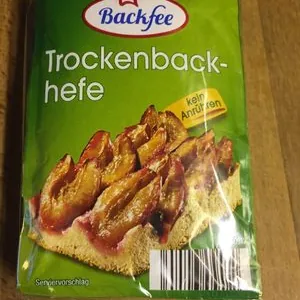 Backfee
Trockenback-
hefe
kein
Anrühren
Serviervorschlag